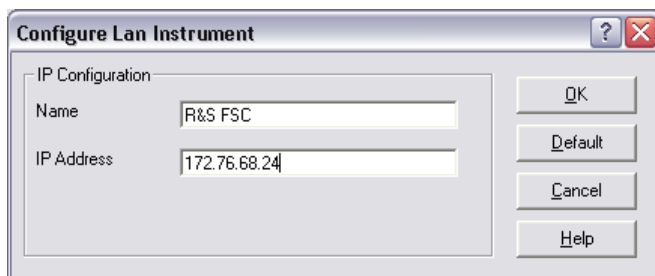 Configure Lan Instrument
IP Configuration
Name
R&S FSC
IP Address
172.76.68.24
OK
Default
Cancel
Help